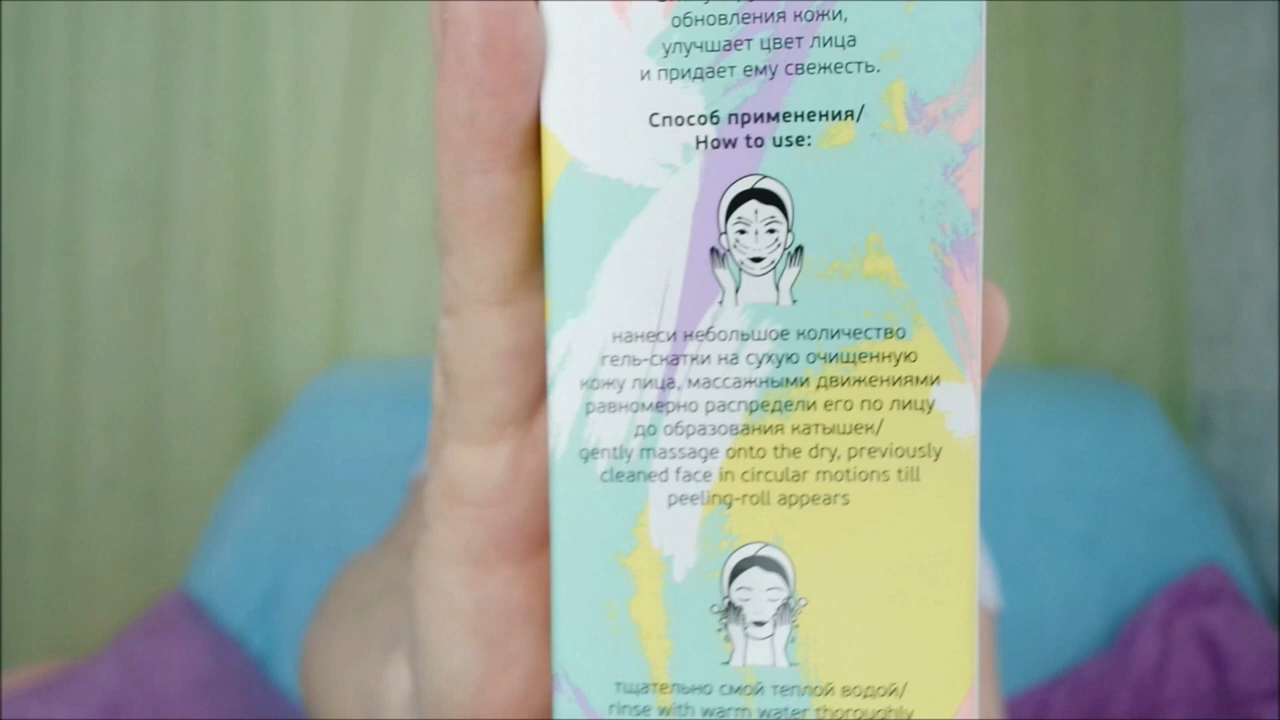 обновления кожи,
улучшает цвет лица
и придает ему свежесть.
Способ применения/
How to use:
нанеси небольшое количество
гель-скатки на сухую очищенную
кожу лица, массажными движениями
равномерно распредели его по лицу
до образования катышек/
gently massage onto the dry, previously
cleaned face in circular motions till
peeling-roll appears
тщательно смой теплой водой/
rinse with warm water thoroughly